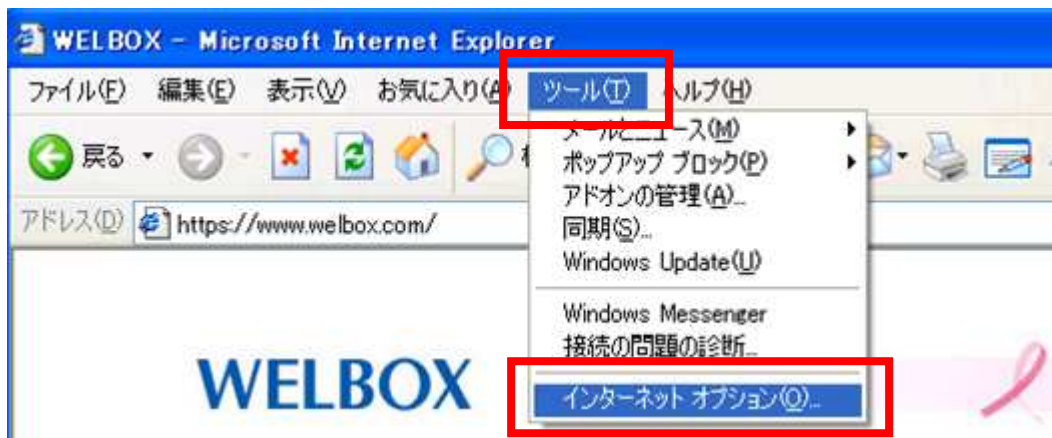 WELBOX - Microsoft Internet Explorer
ファイル(F) 編集(E) 表示(V) お気に入り(A) ツール(T) ヘルプ(H)
戻る
アドレス(D) https://www.welbox.com/
メールとニュース(M)
ポップアップ ブロック(P)
アドオンの管理(A)...
同期(S)...
Windows Update(U)
Windows Messenger
接続の問題の診断...
インターネット オプション(O)...
WELBOX